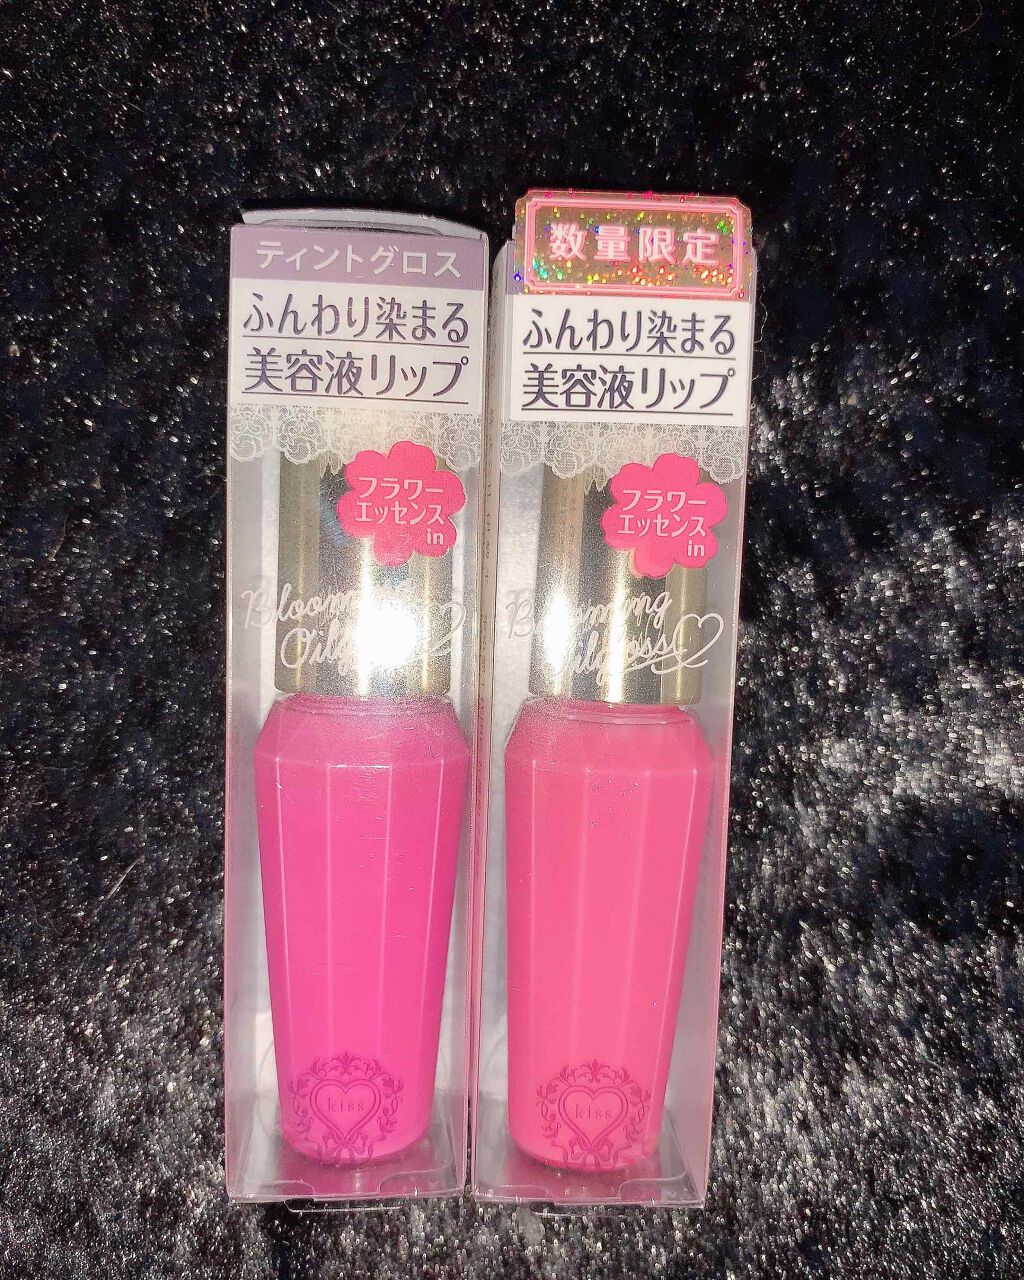 ティントグロス
ふんわり染まる
美容液リップ
フラワー
エッセンス
in
kiss
数量限定
ふんわり染まる
美容液リップ
フラワー
エッセンス
in
Blooming
Oilgloss
kiss